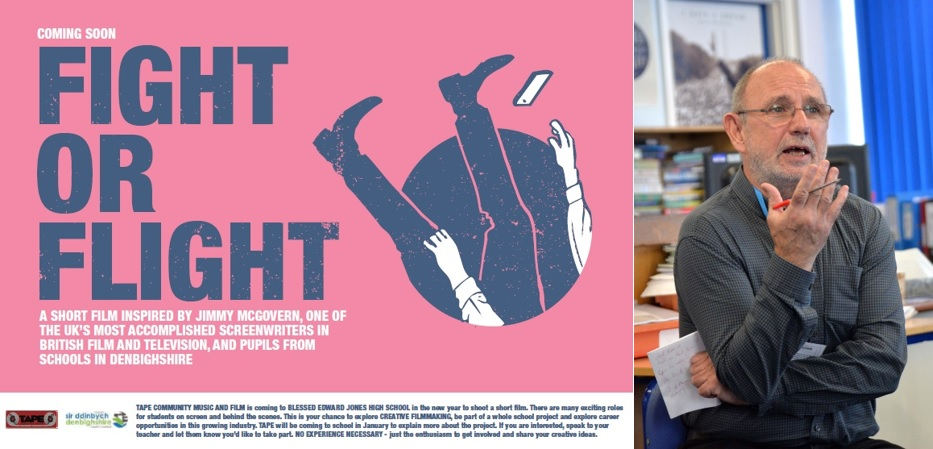 COMING SOON
FIGHT
OR
FLIGHT
A SHORT FILM INSPIRED BY JIMMY MCGOVERN, ONE OF
THE UK'S MOST ACCOMPLISHED SCREENWRITERS IN
BRITISH FILM AND TELEVISION, AND PUPILS FROM
SCHOOLS IN DENBIGHSHIRE
TAPE
sir ddinbych
denbighshire
TAPE COMMUNITY MUSIC AND FILM is coming to BLESSED EDWARD JONES HIGH SCHOOL in the new year to shoot a short film. There are many exciting roles
for students on screen and behind the scenes. This is your chance to explore CREATIVE FILMMAKING, be part of a whole school project and explore career
opportunities in this growing industry. TAPE will be coming to school in January to explain more about the project. If you are interested, speak to your
teacher and let them know you'd like to take part. NO EXPERIENCE NECESSARY - just the enthusiasm to get involved and share your creative ideas.